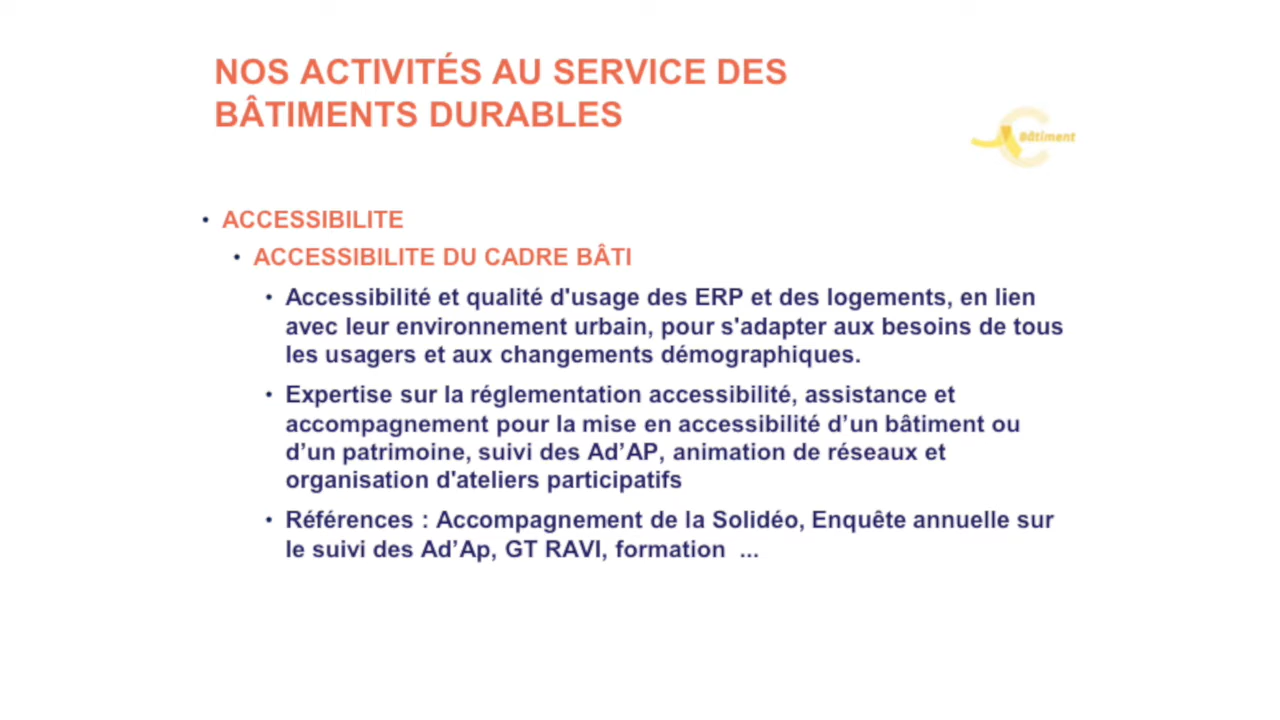 NOS ACTIVITÉS AU SERVICE DES
BÂTIMENTS DURABLES
Bâtiment
• ACCESSIBILITE
• ACCESSIBILITE DU CADRE BÂTI
• Accessibilité et qualité d'usage des ERP et des logements, en lien
avec leur environnement urbain, pour s'adapter aux besoins de tous
les usagers et aux changements démographiques.
• Expertise sur la réglementation accessibilité, assistance et
accompagnement pour la mise en accessibilité d’un bâtiment ou
d’un patrimoine, suivi des Ad’AP, animation de réseaux et
organisation d'ateliers participatifs
• Références : Accompagnement de la Solidéo, Enquête annuelle sur
le suivi des Ad’Ap, GT RAVI, formation ...